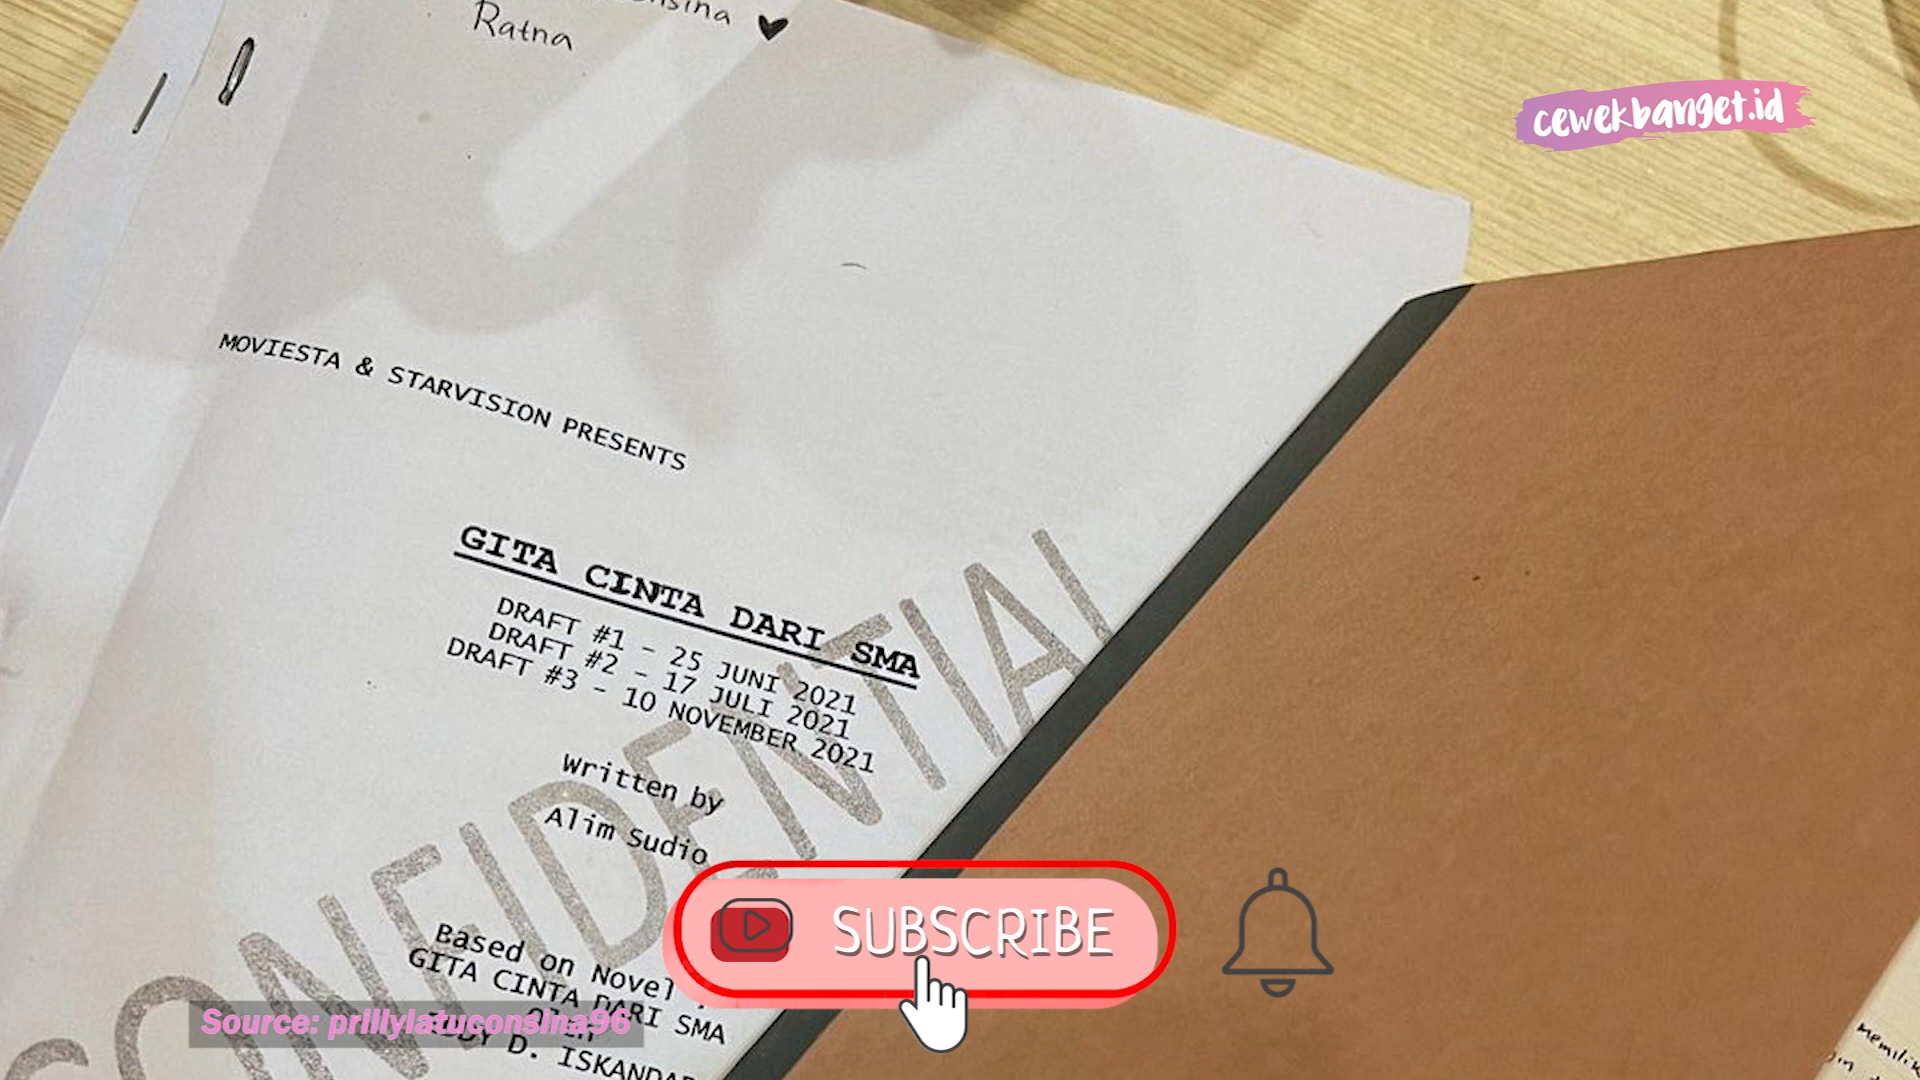 Ratna
cewekbanget.id
MOVIESTA & STARVISION PRESENTS
GITA CINTA DARI SMA
DRAFT #1 - 25 JUNI 2021
DRAFT #2 - 17 JULI 2021
DRAFT #3 - 10 NOVEMBER 2021
Written by
Alim Sudio
CONFIDENTIAL
SUBSCRIBE
Based on Novel
GITA CINTA DARI SMA
D. ISKANDAR
Source: prillylatuconsina96